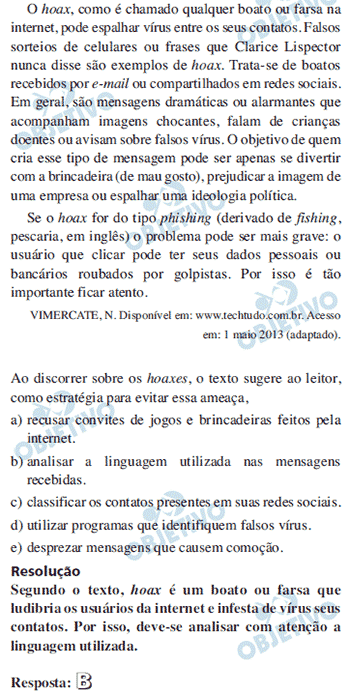 O hoax, como é chamado qualquer boato ou farsa na
internet, pode espalhar vírus entre os seus contatos. Falsos
sorteios de celulares ou frases que Clarice Lispector
nunca disse são exemplos de hoax. Trata-se de boatos
recebidos por e-mail ou compartilhados em redes sociais.
Em geral, são mensagens dramáticas ou alarmantes que
acompanham imagens chocantes, falam de crianças
doentes ou avisam sobre falsos vírus. O objetivo de quem
cria esse tipo de mensagem pode ser apenas se divertir
com a brincadeira (de mau gosto), prejudicar a imagem de
uma empresa ou espalhar uma ideologia política.
Se o hoax for do tipo phishing (derivado de fishing,
pescaria, em inglês) o problema pode ser mais grave: o
usuário que clicar pode ter seus dados pessoais ou
bancários roubados por golpistas. Por isso é tão
importante ficar atento.
VIMERCATE, N. Disponível em: www.techtudo.com.br. Acesso
em: 1 maio 2013 (adaptado).
Ao discorrer sobre os hoaxes, o texto sugere ao leitor,
como estratégia para evitar essa ameaça,
a) recusar convites de jogos e brincadeiras feitos pela
internet.
b) analisar a linguagem utilizada nas mensagens
recebidas.
c) classificar os contatos presentes em suas redes sociais.
d) utilizar programas que identifiquem falsos vírus.
e) desprezar mensagens que causem comoção.
Resolução
Segundo o texto, hoax é um boato ou farsa que
ludibria os usuários da internet e infesta de vírus seus
contatos. Por isso, deve-se analisar com atenção a
linguagem utilizada.
Resposta: B
OBJETIVO
OBJETIVO
OBJETIVO
OBJETIVO
OBJETIVO
OBJETIVO
OBJETIVO
OBJETIVO